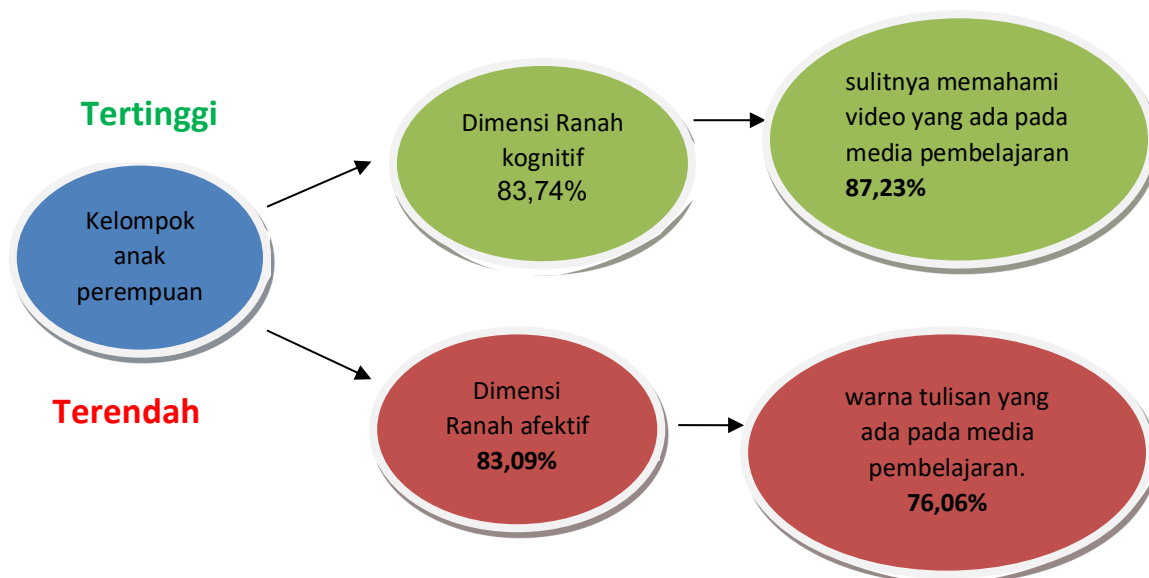 Tertinggi
Kelompok
anak
perempuan
Terendah
Dimensi Ranah
kognitif
83,74%
sulitnya memahami
video yang ada pada
media pembelajaran
87,23%
Dimensi
Ranah afektif
83,09%
warna tulisan yang
ada pada media
pembelajaran.
76,06%